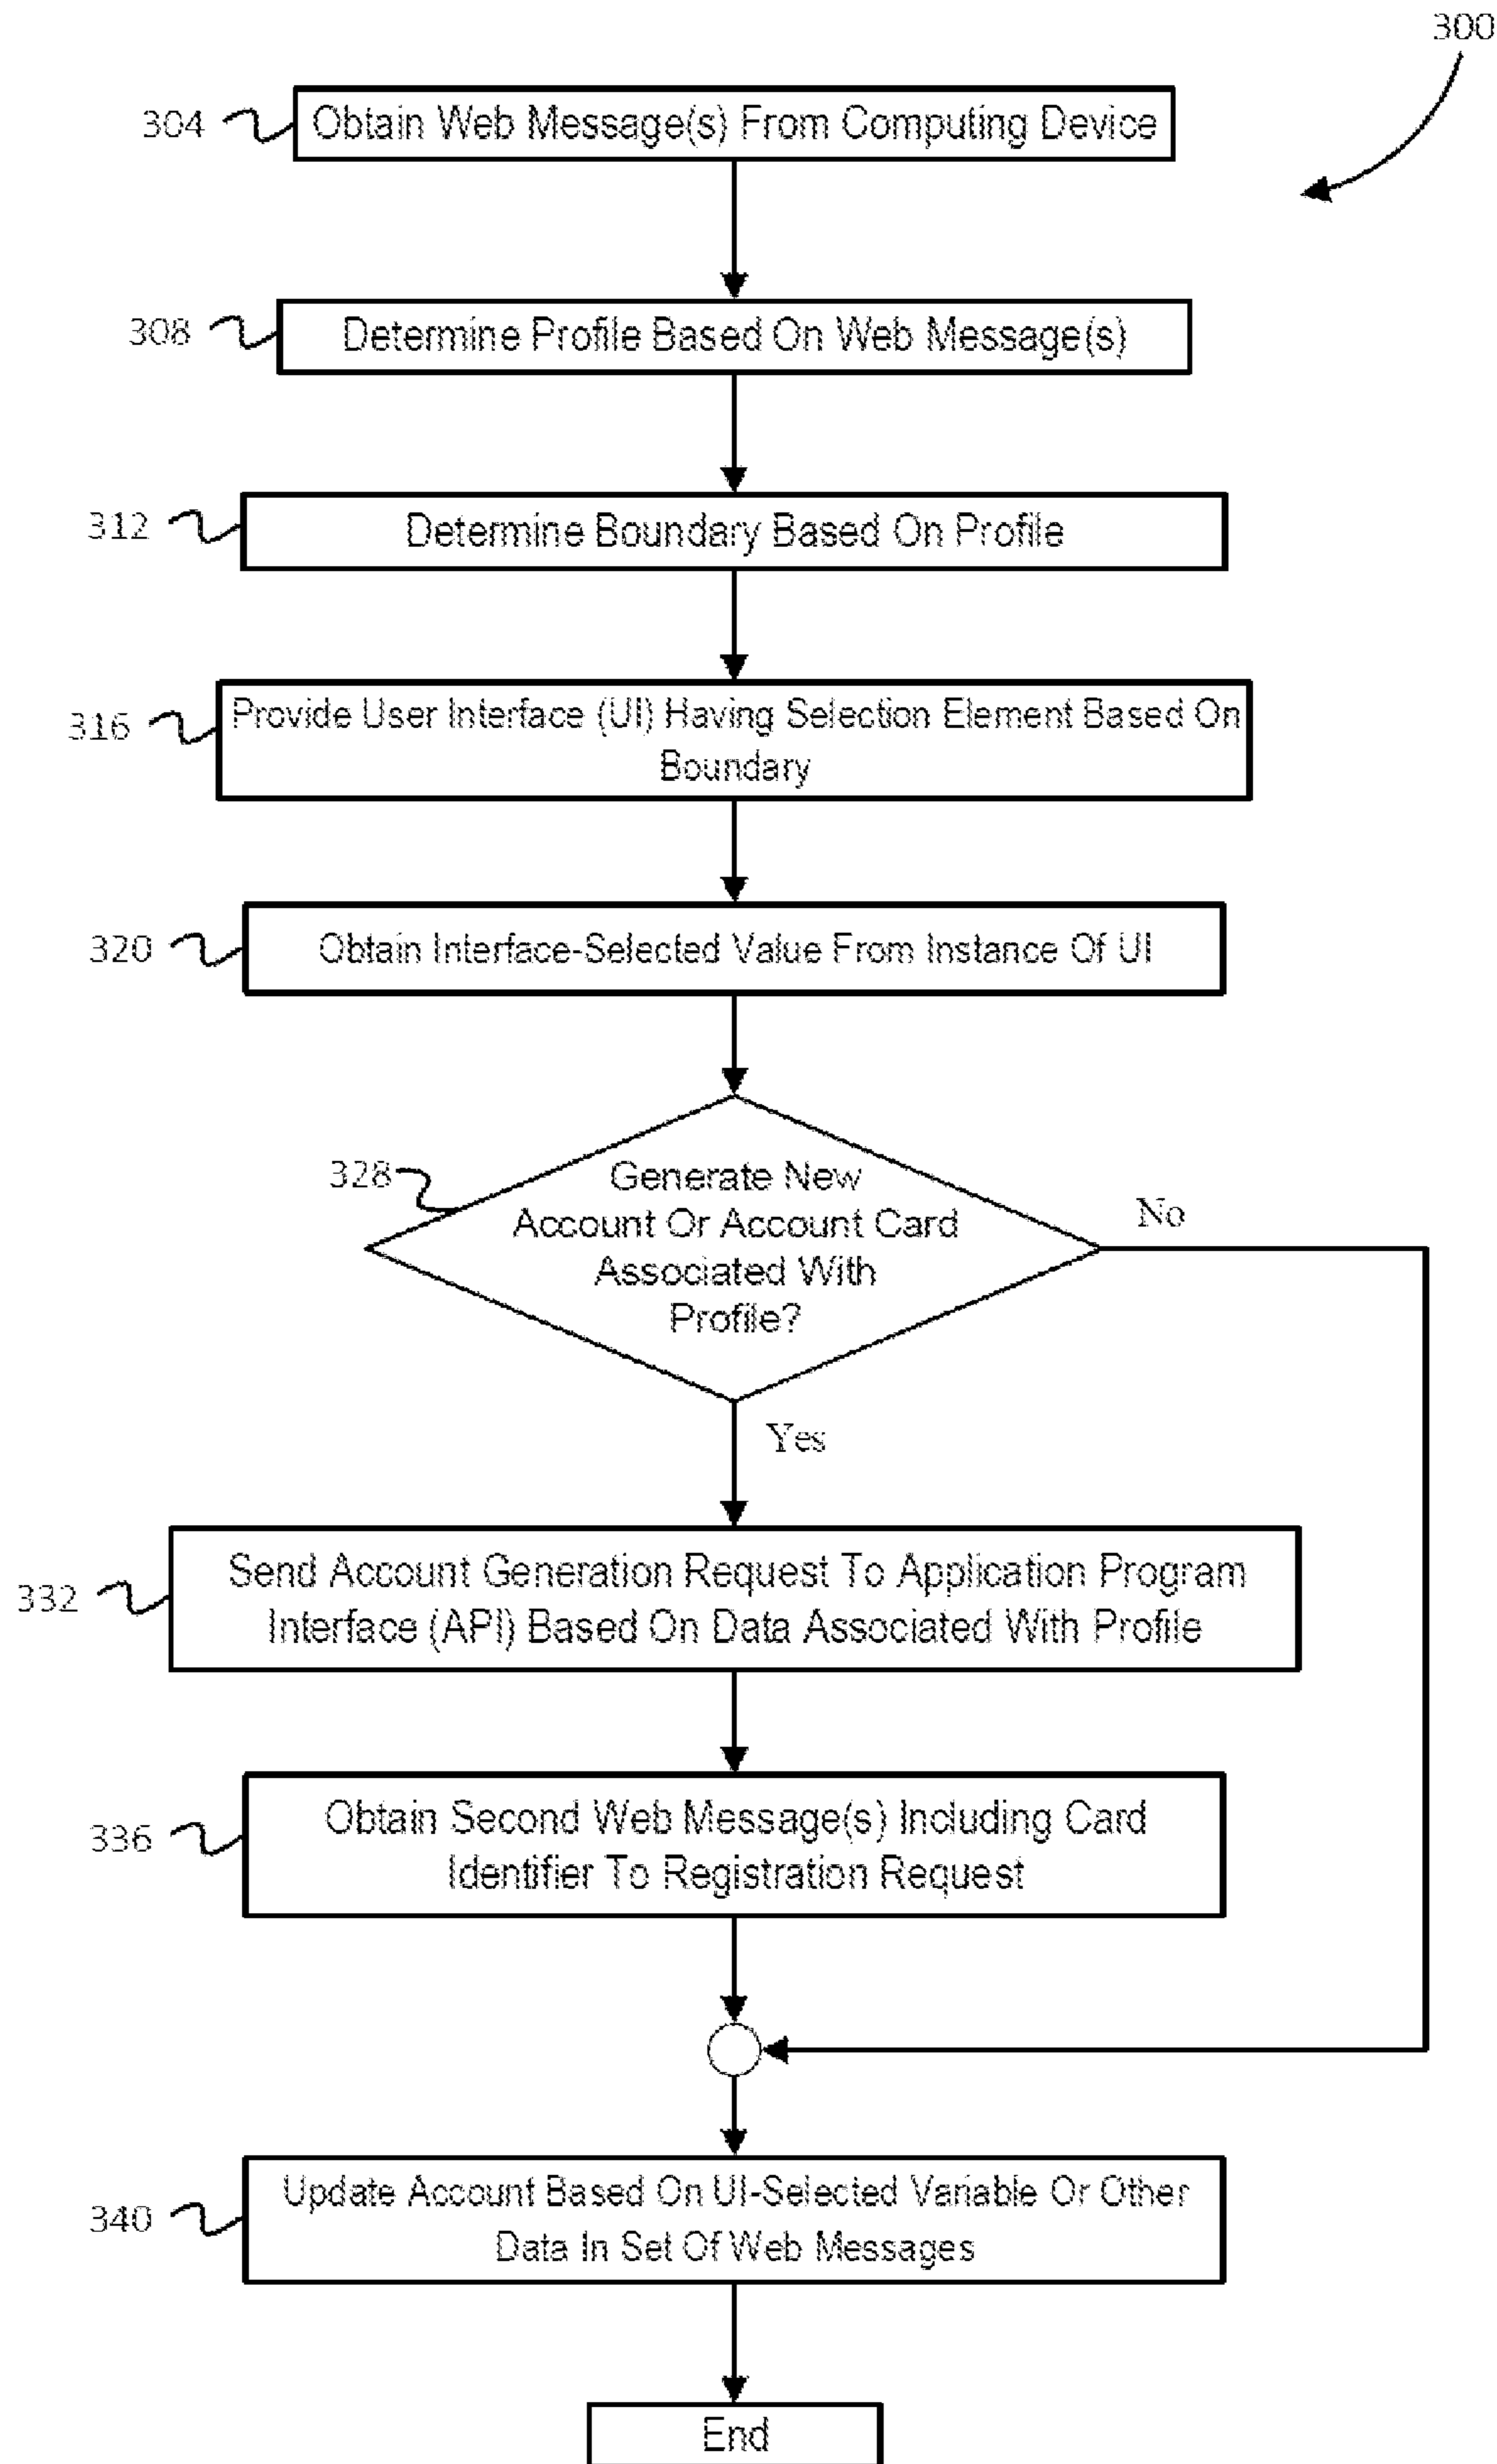 300
304
Obtain Web Message(s) From Computing Device
308
Determine Profile Based On Web Message(s)
312
Determine Boundary Based On Profile
316
Provide User Interface (UI) Having Selection Element Based On
Boundary
320
Obtain Interface-Selected Value From Instance Of UI
328
Generate New
Account Or Account Card
Associated With
Profile?
No
Yes
332
Send Account Generation Request To Application Program
Interface (API) Based On Data Associated With Profile
336
Obtain Second Web Message(s) Including Card
Identifier To Registration Request
340
Update Account Based On UI-Selected Variable Or Other
Data In Set Of Web Messages
End